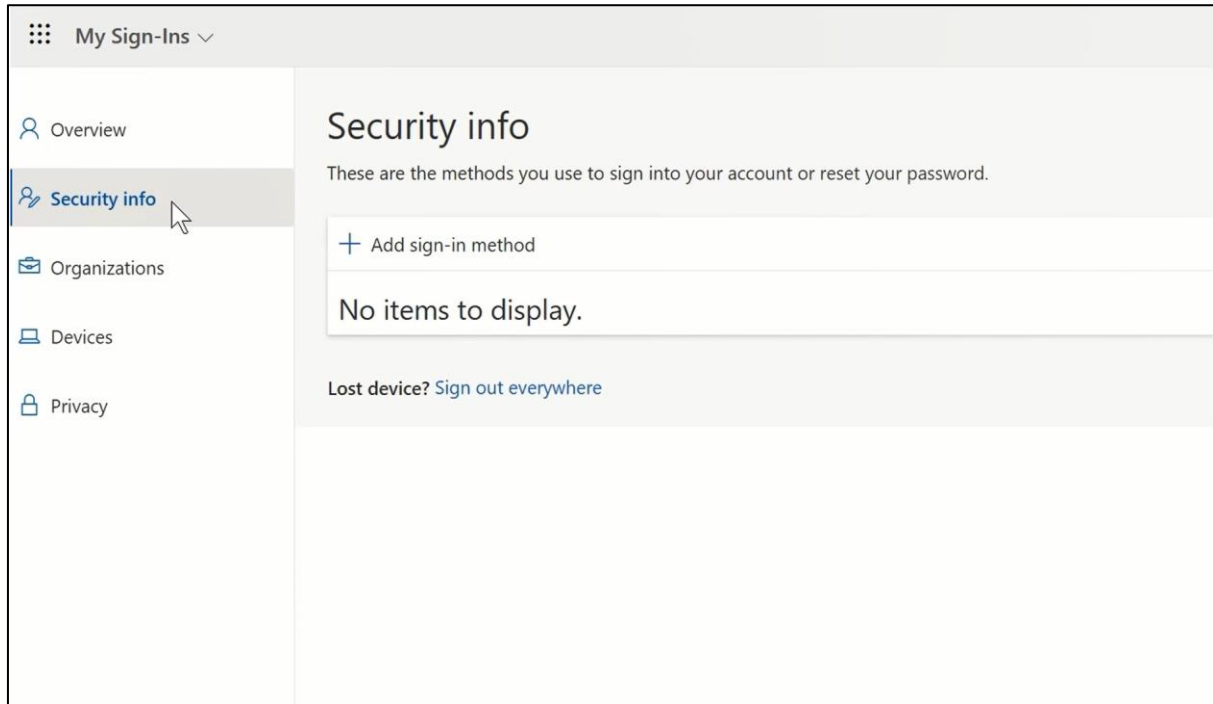 My Sign-Ins
Overview
Security info
Organizations
Devices
Privacy
Security info
These are the methods you use to sign into your account or reset your password.
Add sign-in method
No items to display.
Lost device? Sign out everywhere